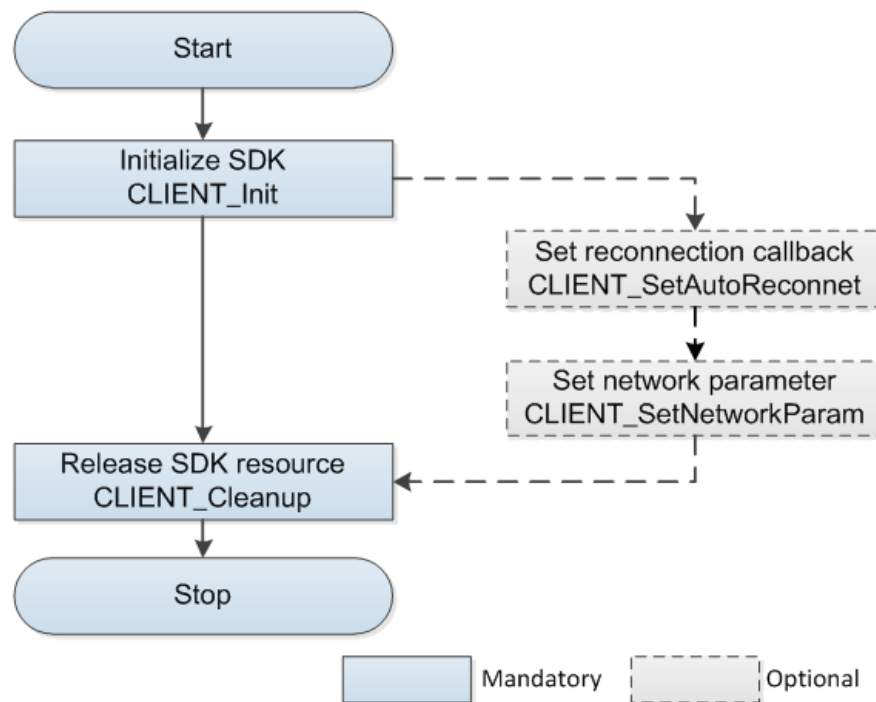 Start
Initialize SDK
CLIENT_Init
Set reconnection callback
CLIENT_SetAutoReconnet
Set network parameter
CLIENT_SetNetworkParam
Release SDK resource
CLIENT_Cleanup
Stop
Mandatory
Optional